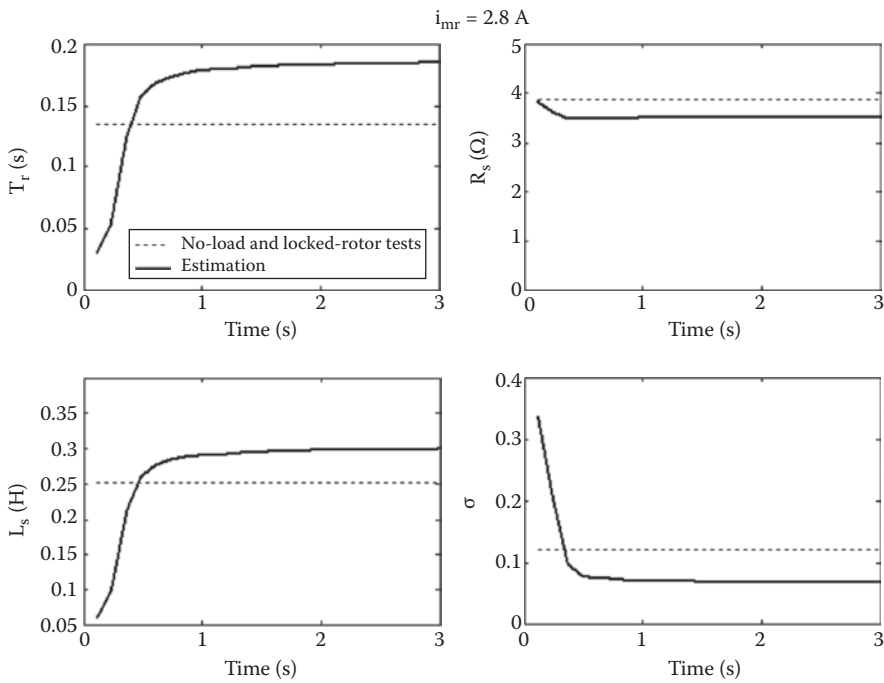 i_mr = 2.8 A
0.2
0.15
0.1
0.05
0
T_r (s)
No-load and locked-rotor tests
Estimation
0 1 2 3
Time (s)
5
4
3
2
1
0
R_s (Ω)
0 1 2 3
Time (s)
0.35
0.3
0.25
0.2
0.15
0.1
0.05
L_s (H)
0 1 2 3
Time (s)
0.4
0.3
0.2
0.1
0
σ
0 1 2 3
Time (s)